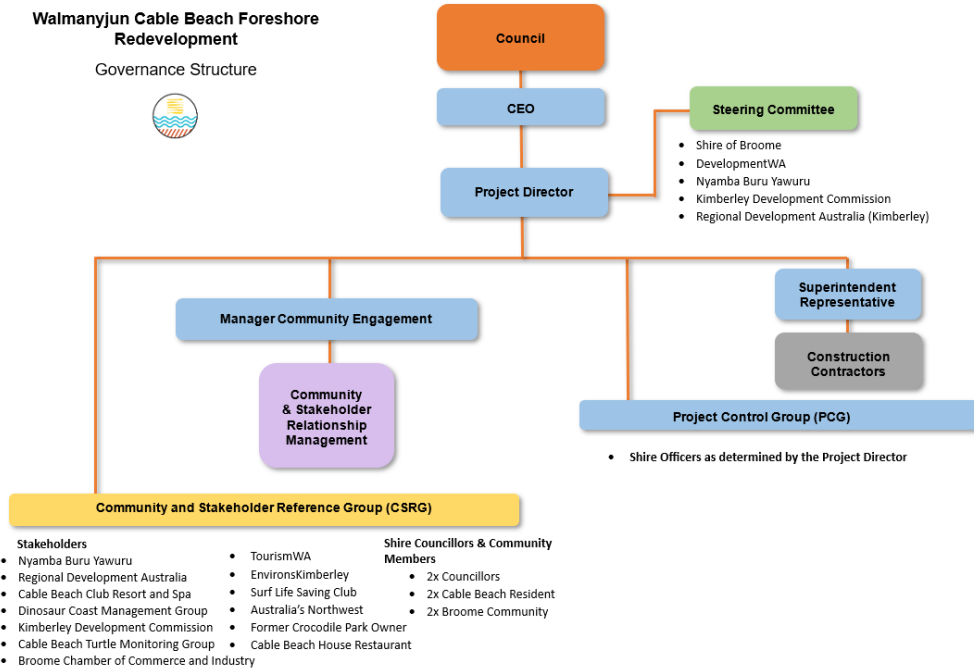 Walmanyjun Cable Beach Foreshore
Redevelopment
Governance Structure
Council
CEO
Project Director
Steering Committee
• Shire of Broome
• DevelopmentWA
• Nyamba Buru Yawuru
• Kimberley Development Commission
• Regional Development Australia (Kimberley)
Manager Community Engagement
Community
& Stakeholder
Relationship
Management
Superintendent
Representative
Construction
Contractors
Project Control Group (PCG)
• Shire Officers as determined by the Project Director
Community and Stakeholder Reference Group (CSRG)
Stakeholders
• Nyamba Buru Yawuru
• Regional Development Australia
• Cable Beach Club Resort and Spa
• Dinosaur Coast Management Group
• Kimberley Development Commission
• Cable Beach Turtle Monitoring Group
• Broome Chamber of Commerce and Industry
• TourismWA
• EnvironsKimberley
• Surf Life Saving Club
• Australia's Northwest
• Former Crocodile Park Owner
• Cable Beach House Restaurant
Shire Councillors & Community
Members
• 2x Councillors
• 2x Cable Beach Resident
• 2x Broome Community